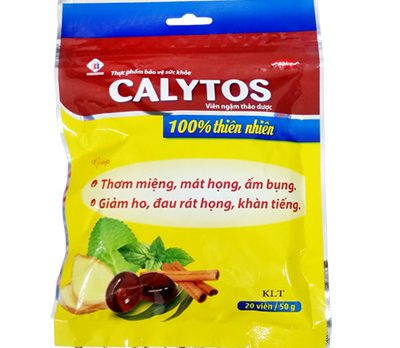 Thực phẩm bảo vệ sức khỏe
CALYTOS
Viên ngậm thảo dược
100% thiên nhiên
Giúp
Thơm miệng, mát họng, ấm bụng.
Giảm ho, đau rát họng, khàn tiếng.
KLT
20 viên / 50 g